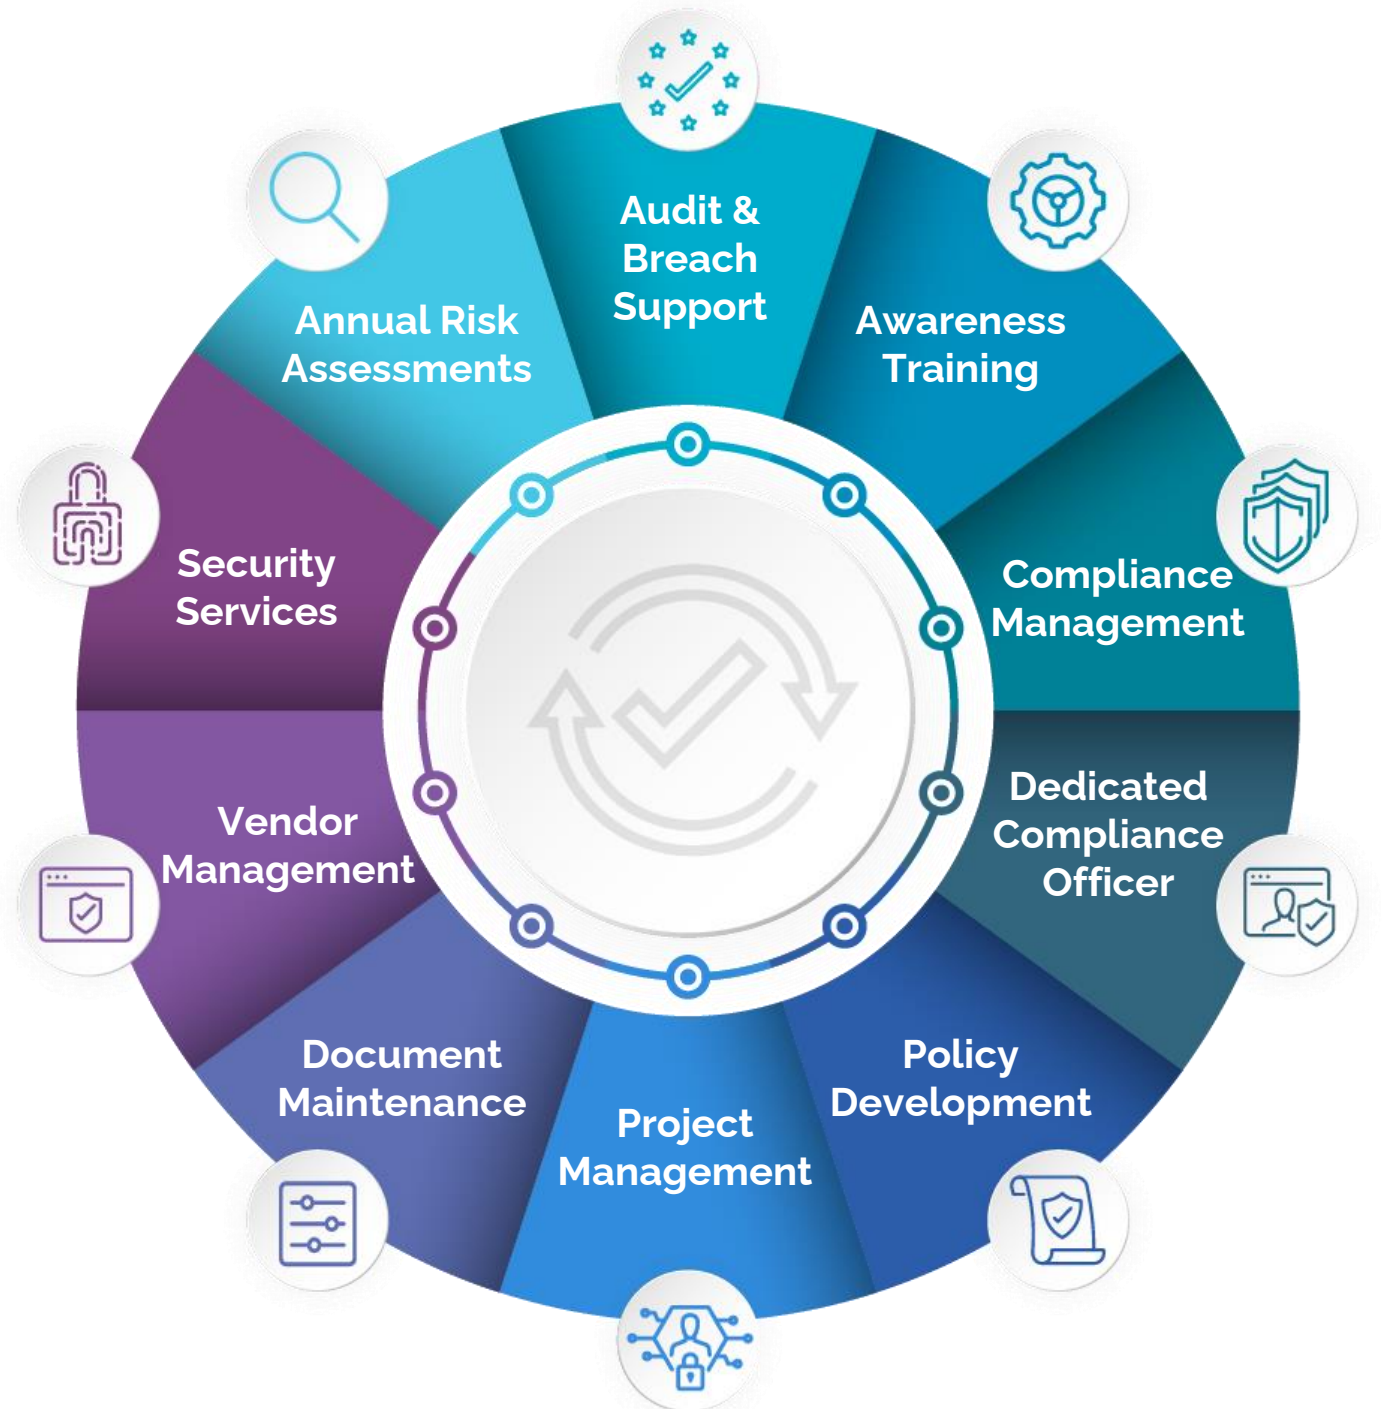 Audit &
Breach
Support
Awareness
Training
Compliance
Management
Dedicated
Compliance
Officer
Policy
Development
Project
Management
Document
Maintenance
Vendor
Management
Security
Services
Annual Risk
Assessments